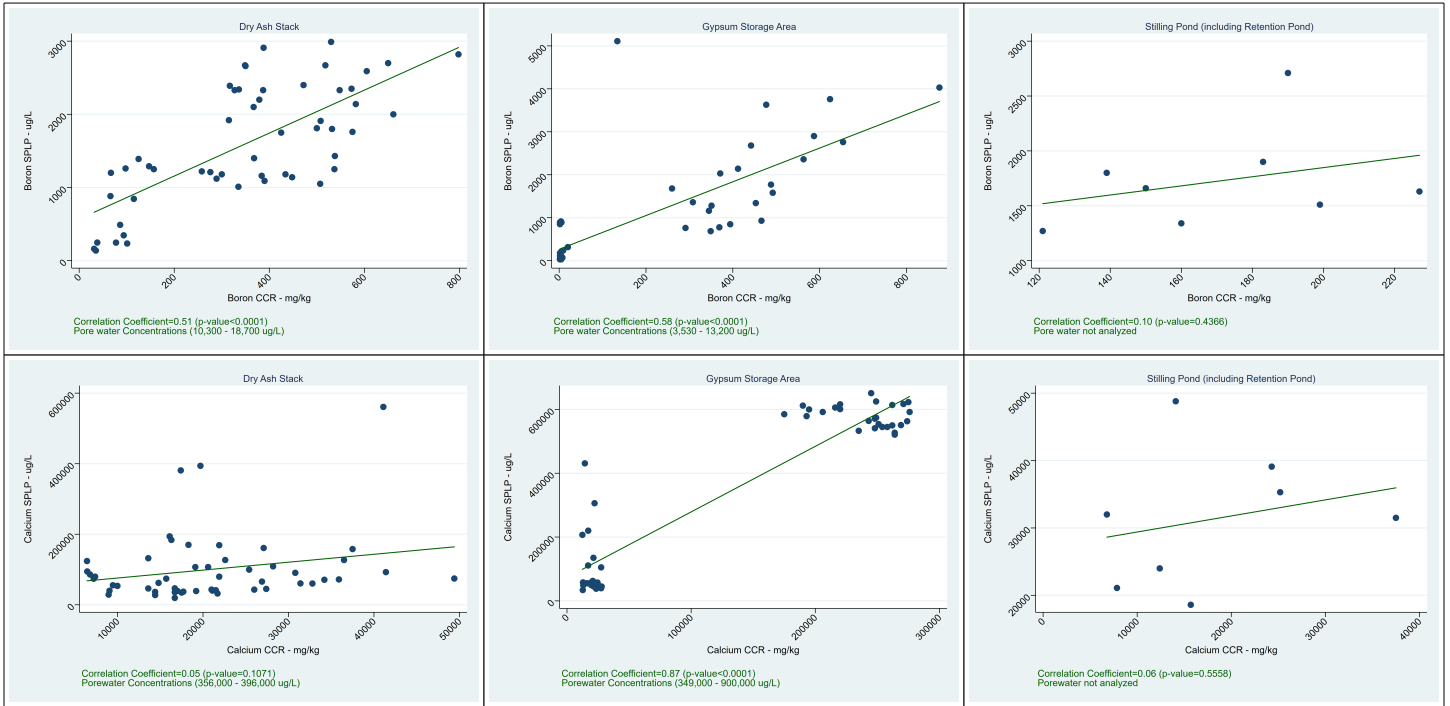 Dry Ash Stack
Boron SPLP - ug/L
3000
2000
1000
0
0
200
400
600
800
Boron CCR - mg/kg
Correlation Coefficient=0.51 (p-value<0.0001)
Pore water Concentrations (10,300 - 18,700 ug/L)
Gypsum Storage Area
Boron SPLP - ug/L
5000
4000
3000
2000
1000
0
0
200
400
600
800
Boron CCR - mg/kg
Correlation Coefficient=0.58 (p-value<0.0001)
Pore water Concentrations (3,530 - 13,200 ug/L)
Stilling Pond (including Retention Pond)
Boron SPLP - ug/L
3000
2500
2000
1500
1000
120
140
160
180
200
220
Boron CCR - mg/kg
Correlation Coefficient=0.10 (p-value=0.4366)
Pore water not analyzed
Dry Ash Stack
Calcium SPLP - ug/L
600000
400000
200000
0
10000
20000
30000
40000
50000
Calcium CCR - mg/kg
Correlation Coefficient=0.05 (p-value=0.1071)
Porewater Concentrations (356,000 - 396,000 ug/L)
Gypsum Storage Area
Calcium SPLP - ug/L
600000
400000
200000
0
0
100000
200000
300000
Calcium CCR - mg/kg
Correlation Coefficient=0.87 (p-value<0.0001)
Porewater Concentrations (349,000 - 900,000 ug/L)
Stilling Pond (including Retention Pond)
Calcium SPLP - ug/L
50000
40000
30000
20000
0
10000
20000
30000
40000
Calcium CCR - mg/kg
Correlation Coefficient=0.06 (p-value=0.5558)
Porewater not analyzed